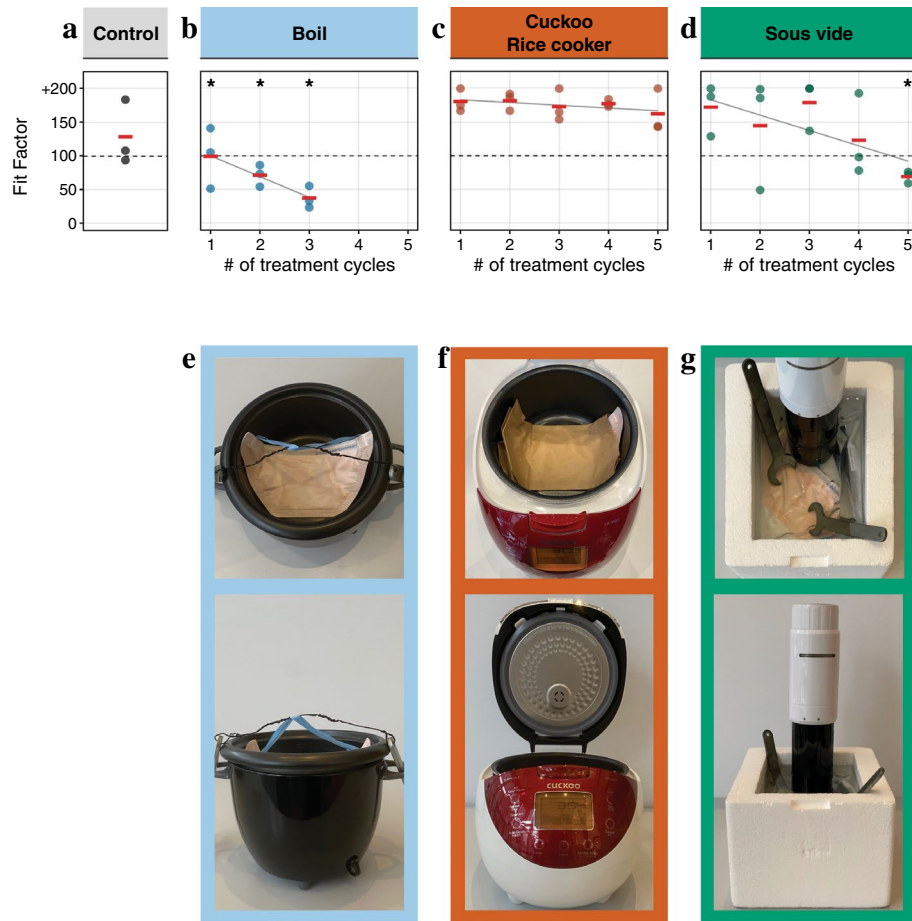 a
Control
b
Boil
c
Cuckoo
Rice cooker
d
Sous vide
Fit Factor
+200
150
100
50
0
* * *
*
1 2 3 4 5
1 2 3 4 5
1 2 3 4 5
# of treatment cycles
# of treatment cycles
# of treatment cycles
e
f
g
CUCKOO